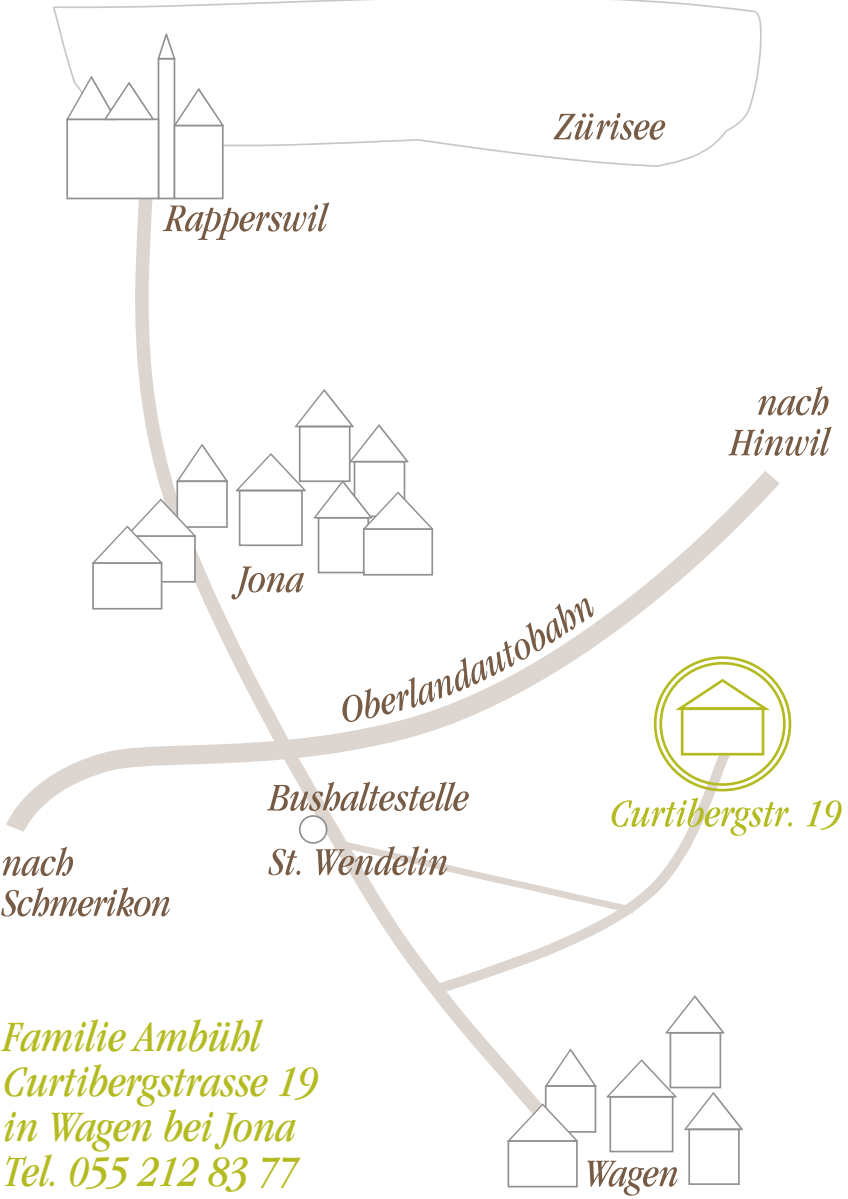 Zürisee
Rapperswil
nach
Hinwil
Jona
Oberlandautobahn
Bushaltestelle
St. Wendelin
Curtibergstr. 19
nach
Schmerikon
Familie Ambühl
Curtibergstrasse 19
in Wagen bei Jona
Tel. 055 212 83 77
Wagen